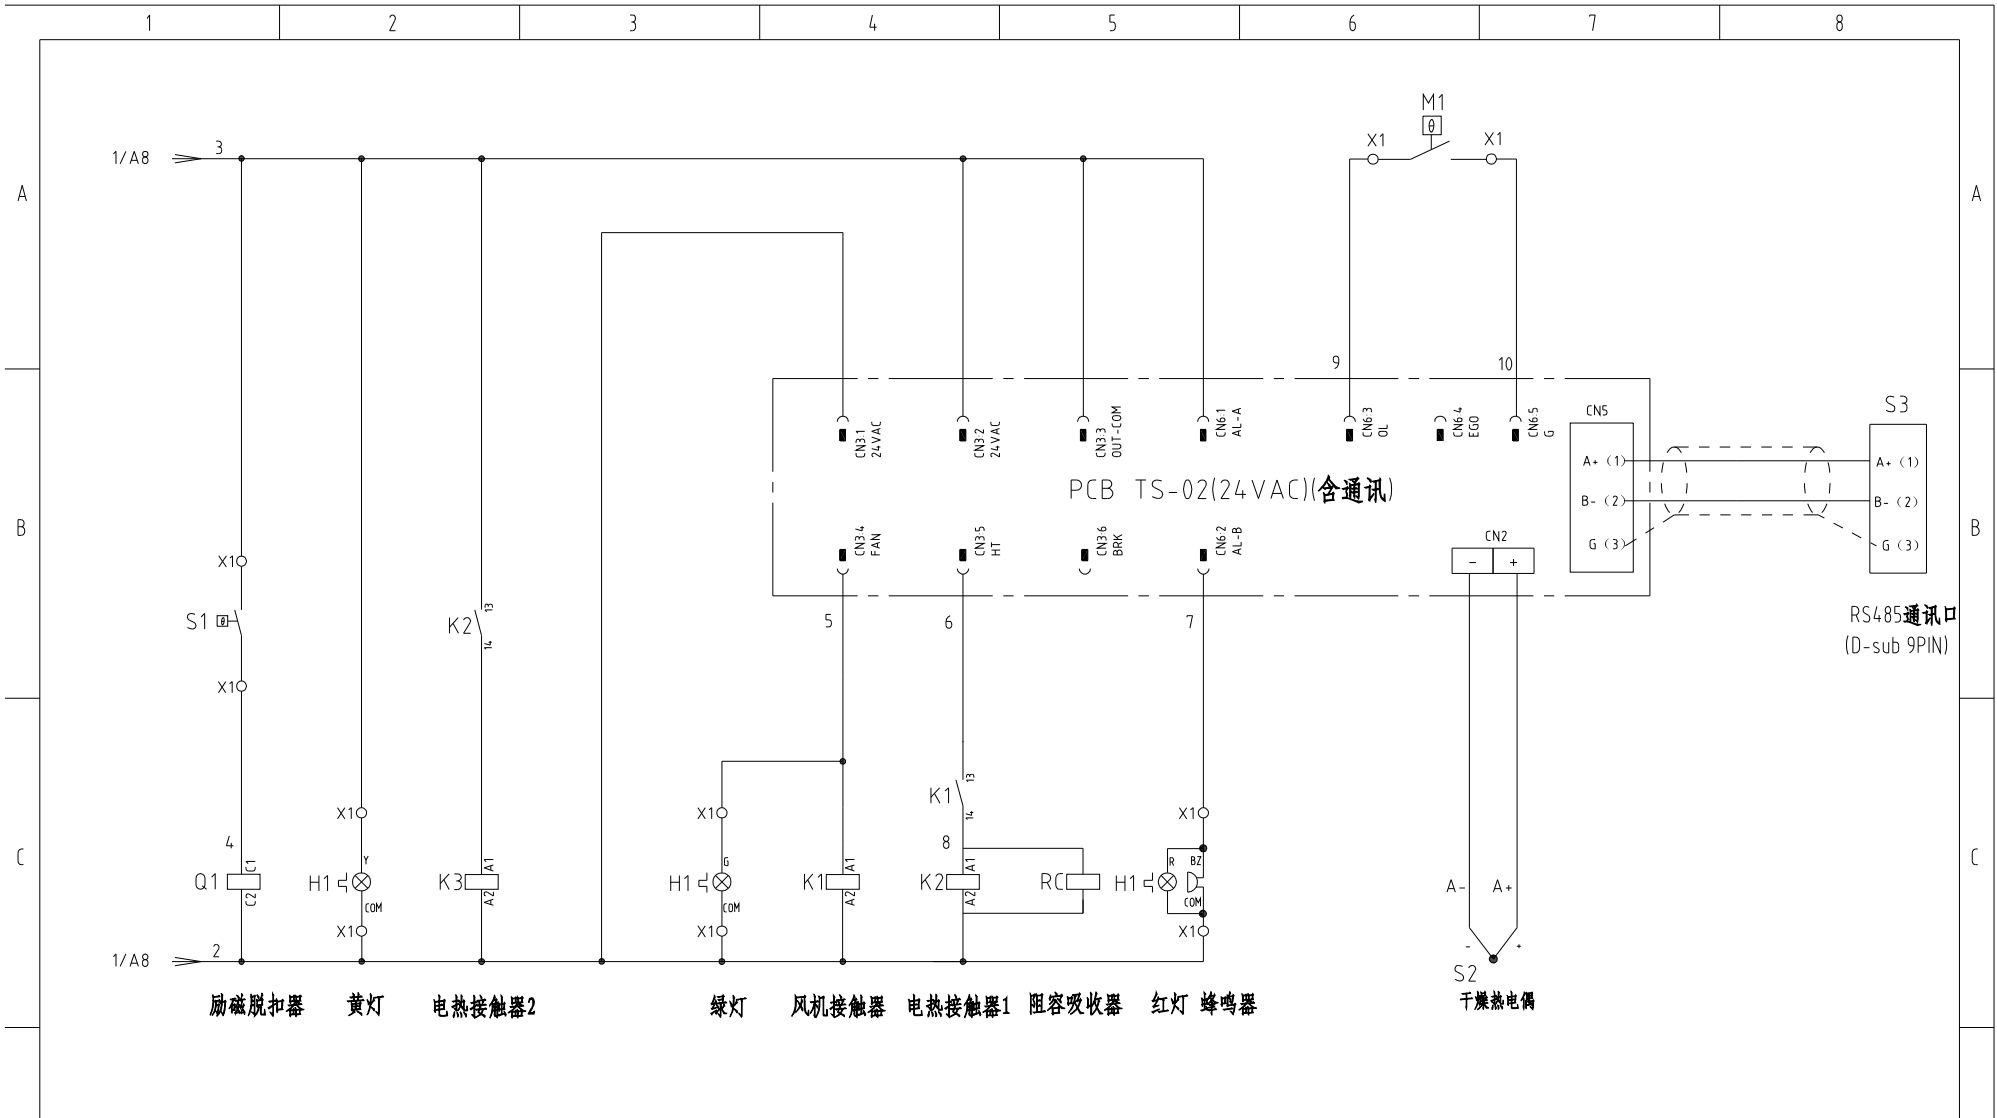 1 2 3 4 5 6 7 8
M1
θ
X1 X1
1/A8 3
A A
9 10
CN3:1
24VAC
CN3:2
24VAC
CN3:3
OUT-COM
CN6:1
AL-A
CN6:3
OL
CN6:4
EGO
CN6:5
G
CN5
S3
A+ (1) A+ (1)
PCB TS-02(24VAC)(含通讯)
B- (2) B- (2)
G (3) G (3)
B B
CN3:4
FAN
CN3:5
HT
CN3:6
BRK
CN6:2
AL-B
CN2
- +
X1
S1 θ
K2 13 14
5 6 7
RS485通讯口
(D-sub 9PIN)
X1
K1 13 14
X1 X1 X1
4 8
C C
Q1 C1 C2
H1 Y COM
K3 A1 A2
H1 G COM
K1 A1 A2
K2 A1 A2
RC
H1 R BZ COM
A- A+
X1 X1 X1
- +
1/A8 2
S2
励磁脱扣器 黄灯 电热接触器2 绿灯 风机接触器 电热接触器1 阻容吸收器 红灯 蜂鸣器 干燥热电偶